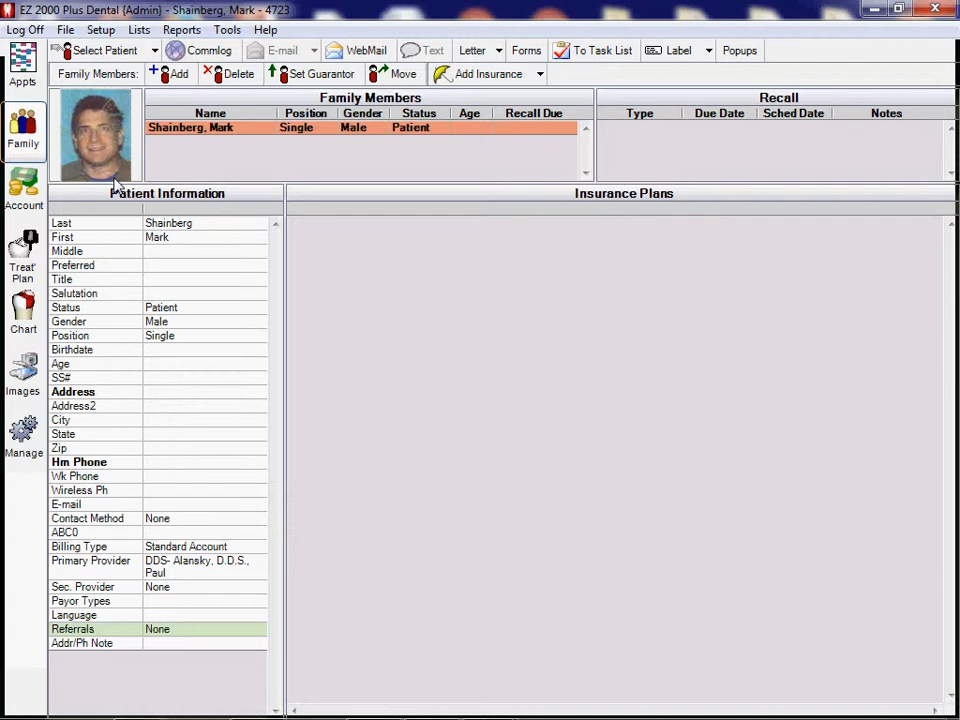 EZ 2000 Plus Dental {Admin} - Shainberg, Mark - 4723
Log Off File Setup Lists Reports Tools Help
Select Patient Commlog E-mail WebMail Text Letter Forms To Task List Label Popups
Family Members: Add Delete Set Guarantor Move Add Insurance
Appts
Family
Account
Treat'
Plan
Chart
Images
Manage
Family Members
Name Position Gender Status Age Recall Due
Shainberg, Mark Single Male Patient
Recall
Type Due Date Sched Date Notes
Patient Information
Last Shainberg
First Mark
Middle
Preferred
Title
Salutation
Status Patient
Gender Male
Position Single
Birthdate
Age
SS#
Address
Address2
City
State
Zip
Hm Phone
Wk Phone
Wireless Ph
E-mail
Contact Method None
ABC0
Billing Type Standard Account
Primary Provider DDS- Alansky, D.D.S.,
Paul
Sec. Provider None
Payor Types
Language
Referrals None
Addr/Ph Note
Insurance Plans